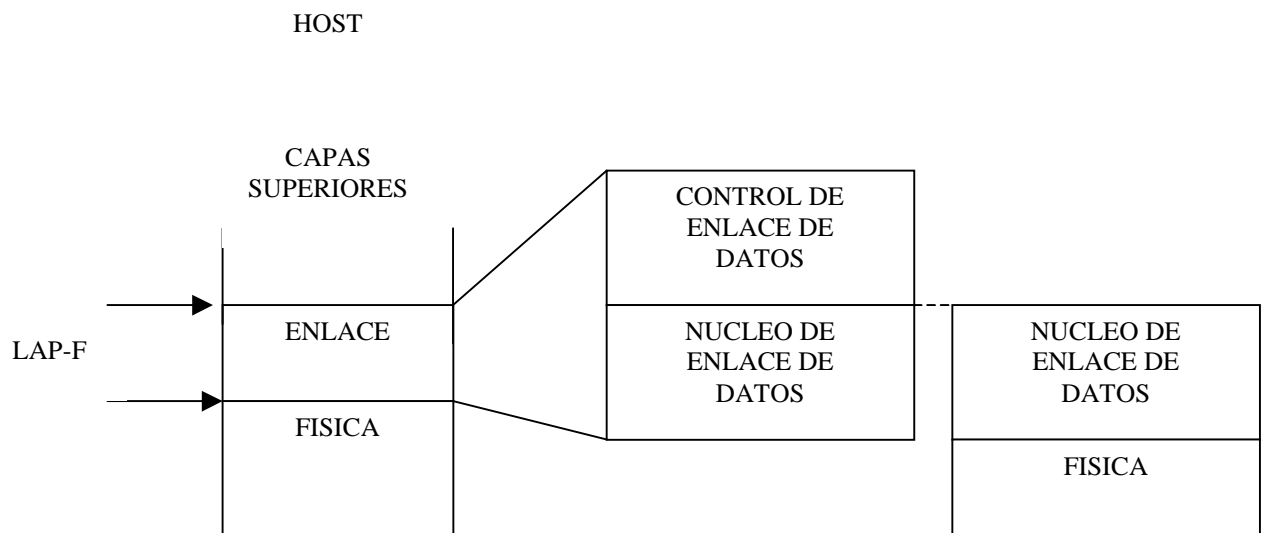 HOST
CAPAS
SUPERIORES
CONTROL DE
ENLACE DE
DATOS
LAP-F
ENLACE
FISICA
NUCLEO DE
ENLACE DE
DATOS
NUCLEO DE
ENLACE DE
DATOS
FISICA